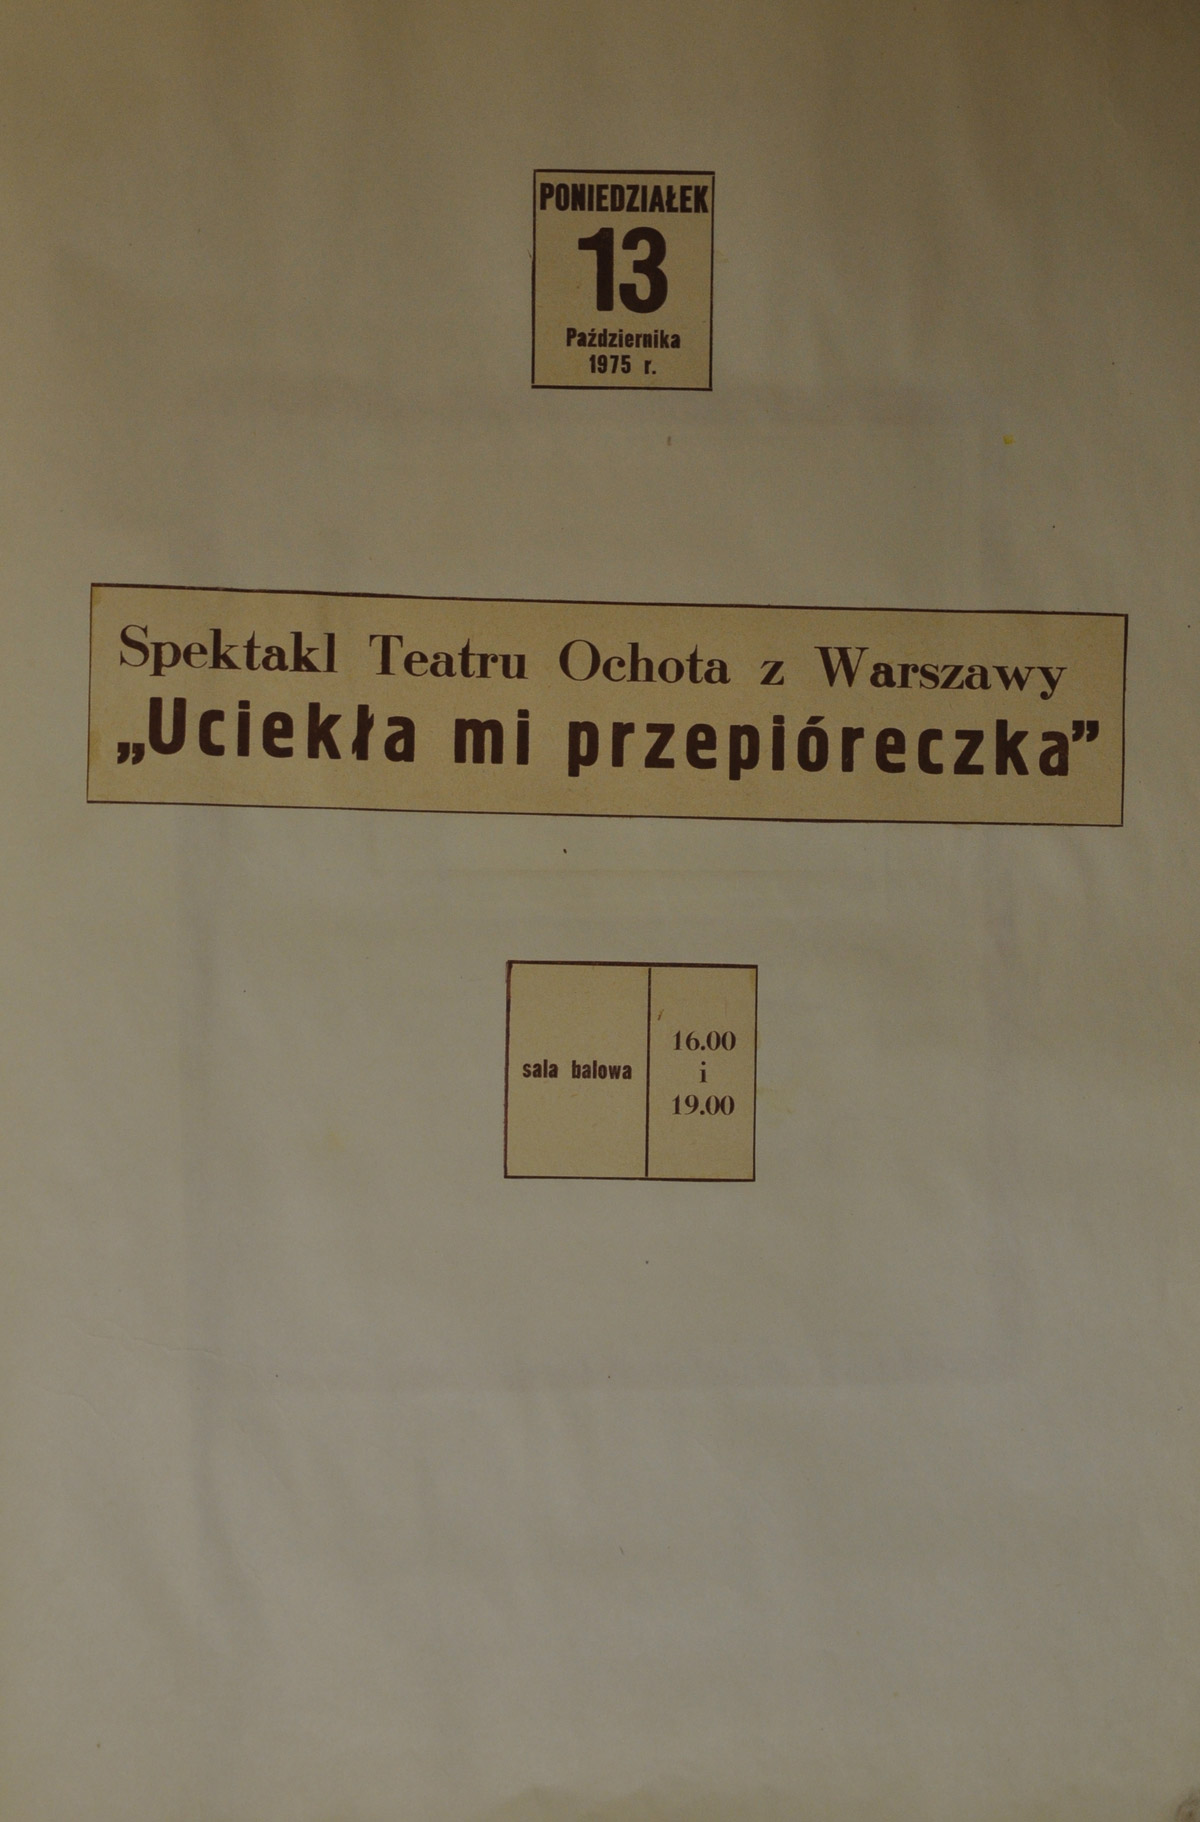 PONIEDZIAŁEK
13
Października
1975 r.
Spektakl Teatru Ochota z Warszawy
„Uciekła mi przepióreczka”
sala balowa
16.00
i
19.00